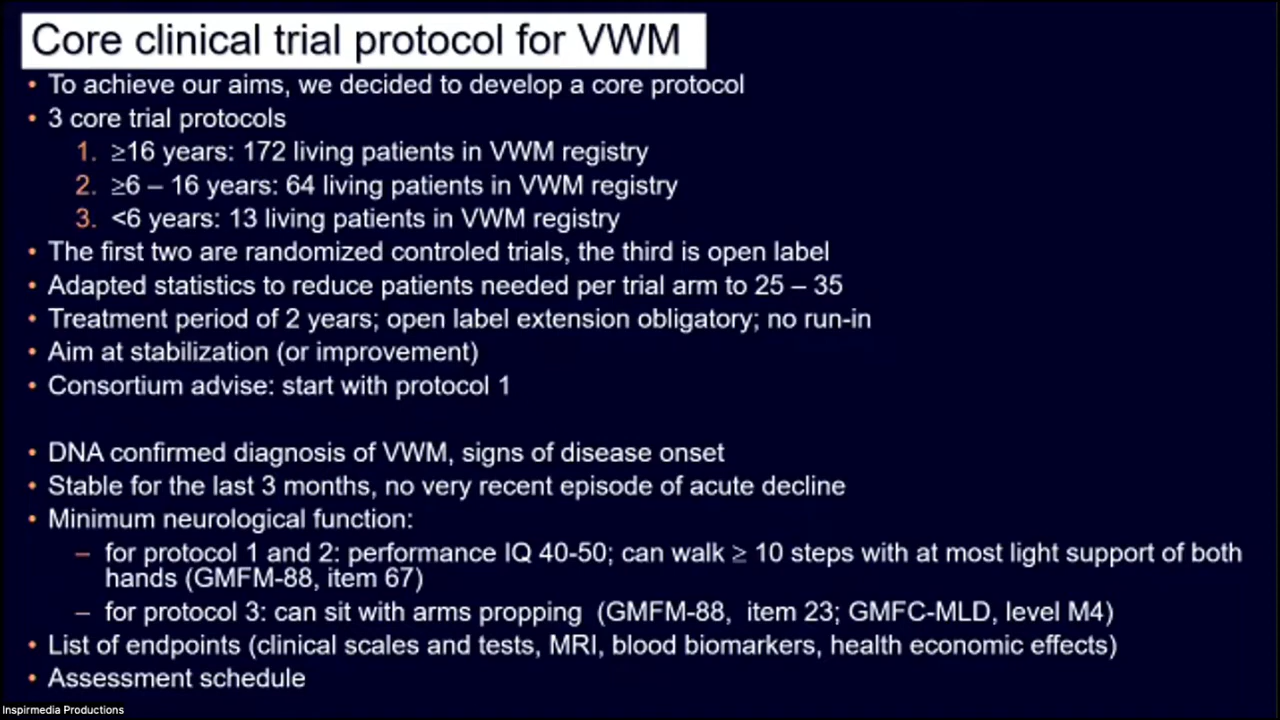 Core clinical trial protocol for VWM
• To achieve our aims, we decided to develop a core protocol
• 3 core trial protocols
1. ≥16 years: 172 living patients in VWM registry
2. ≥6 – 16 years: 64 living patients in VWM registry
3. <6 years: 13 living patients in VWM registry
• The first two are randomized controled trials, the third is open label
• Adapted statistics to reduce patients needed per trial arm to 25 – 35
• Treatment period of 2 years; open label extension obligatory; no run-in
• Aim at stabilization (or improvement)
• Consortium advise: start with protocol 1
• DNA confirmed diagnosis of VWM, signs of disease onset
• Stable for the last 3 months, no very recent episode of acute decline
• Minimum neurological function:
– for protocol 1 and 2: performance IQ 40-50; can walk ≥ 10 steps with at most light support of both
hands (GMFM-88, item 67)
– for protocol 3: can sit with arms propping (GMFM-88, item 23; GMFC-MLD, level M4)
• List of endpoints (clinical scales and tests, MRI, blood biomarkers, health economic effects)
• Assessment schedule
Inspirmedia Productions